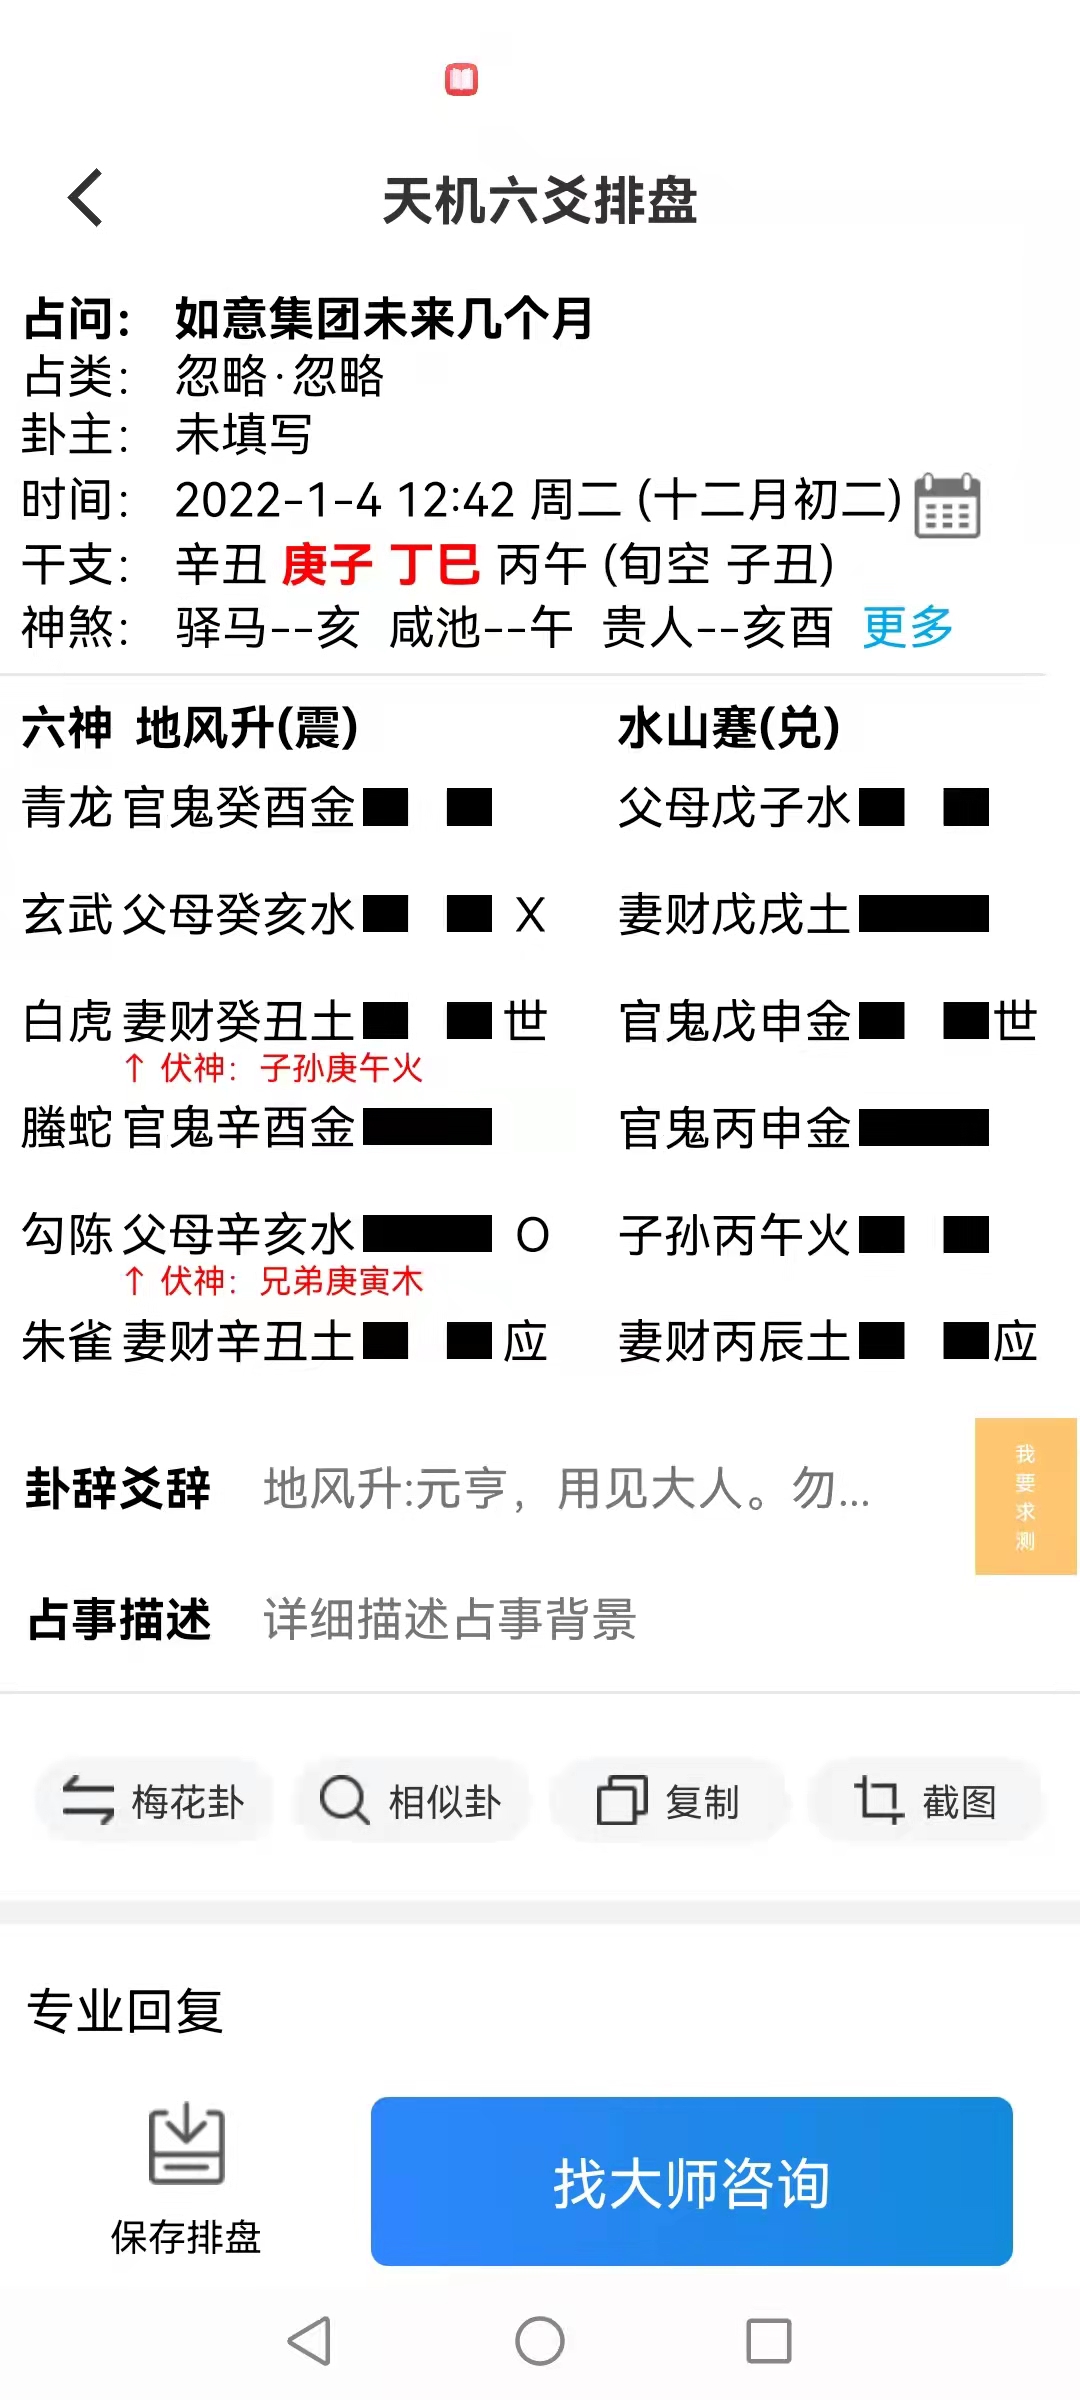 天机六爻排盘
占问： 如意集团未来几个月
占类： 忽略·忽略
卦主： 未填写
时间： 2022-1-4 12:42 周二 (十二月初二)
干支： 辛丑 庚子 丁巳 丙午 (旬空 子丑)
神煞： 驿马--亥 咸池--午 贵人--亥酉 更多
六神 地风升(震) 水山蹇(兑)
青龙 官鬼癸酉金 父母戊子水
玄武 父母癸亥水 X 妻财戊戌土
白虎 妻财癸丑土 世 官鬼戊申金 世
↑ 伏神：子孙庚午火
螣蛇 官鬼辛酉金 官鬼丙申金
勾陈 父母辛亥水 O 子孙丙午火
↑ 伏神：兄弟庚寅木
朱雀 妻财辛丑土 应 妻财丙辰土 应
卦辞爻辞 地风升:元亨，用见大人。勿...
我要求测
占事描述 详细描述占事背景
梅花卦 相似卦 复制 截图
专业回复
保存排盘
找大师咨询